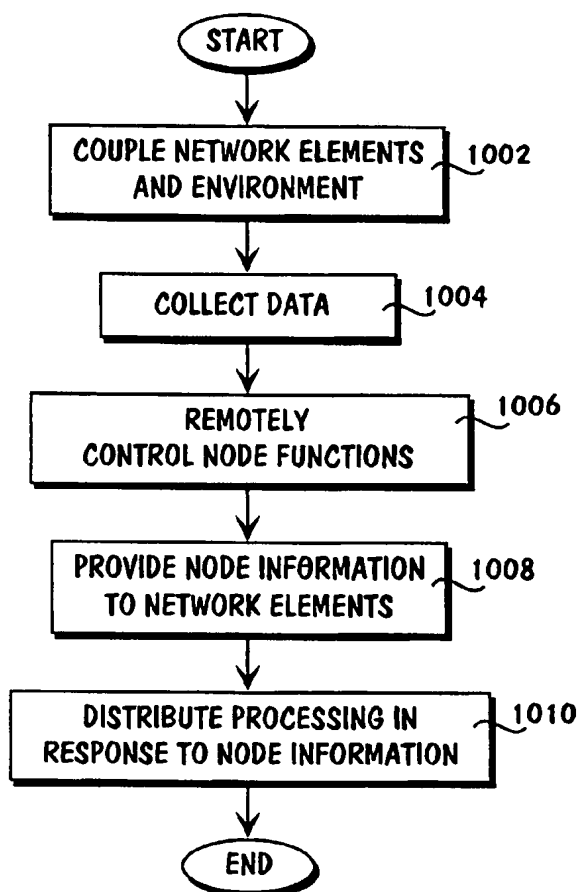 START
COUPLE NETWORK ELEMENTS
AND ENVIRONMENT
1002
COLLECT DATA
1004
REMOTELY
CONTROL NODE FUNCTIONS
1006
PROVIDE NODE INFORMATION
TO NETWORK ELEMENTS
1008
DISTRIBUTE PROCESSING IN
RESPONSE TO NODE INFORMATION
1010
END